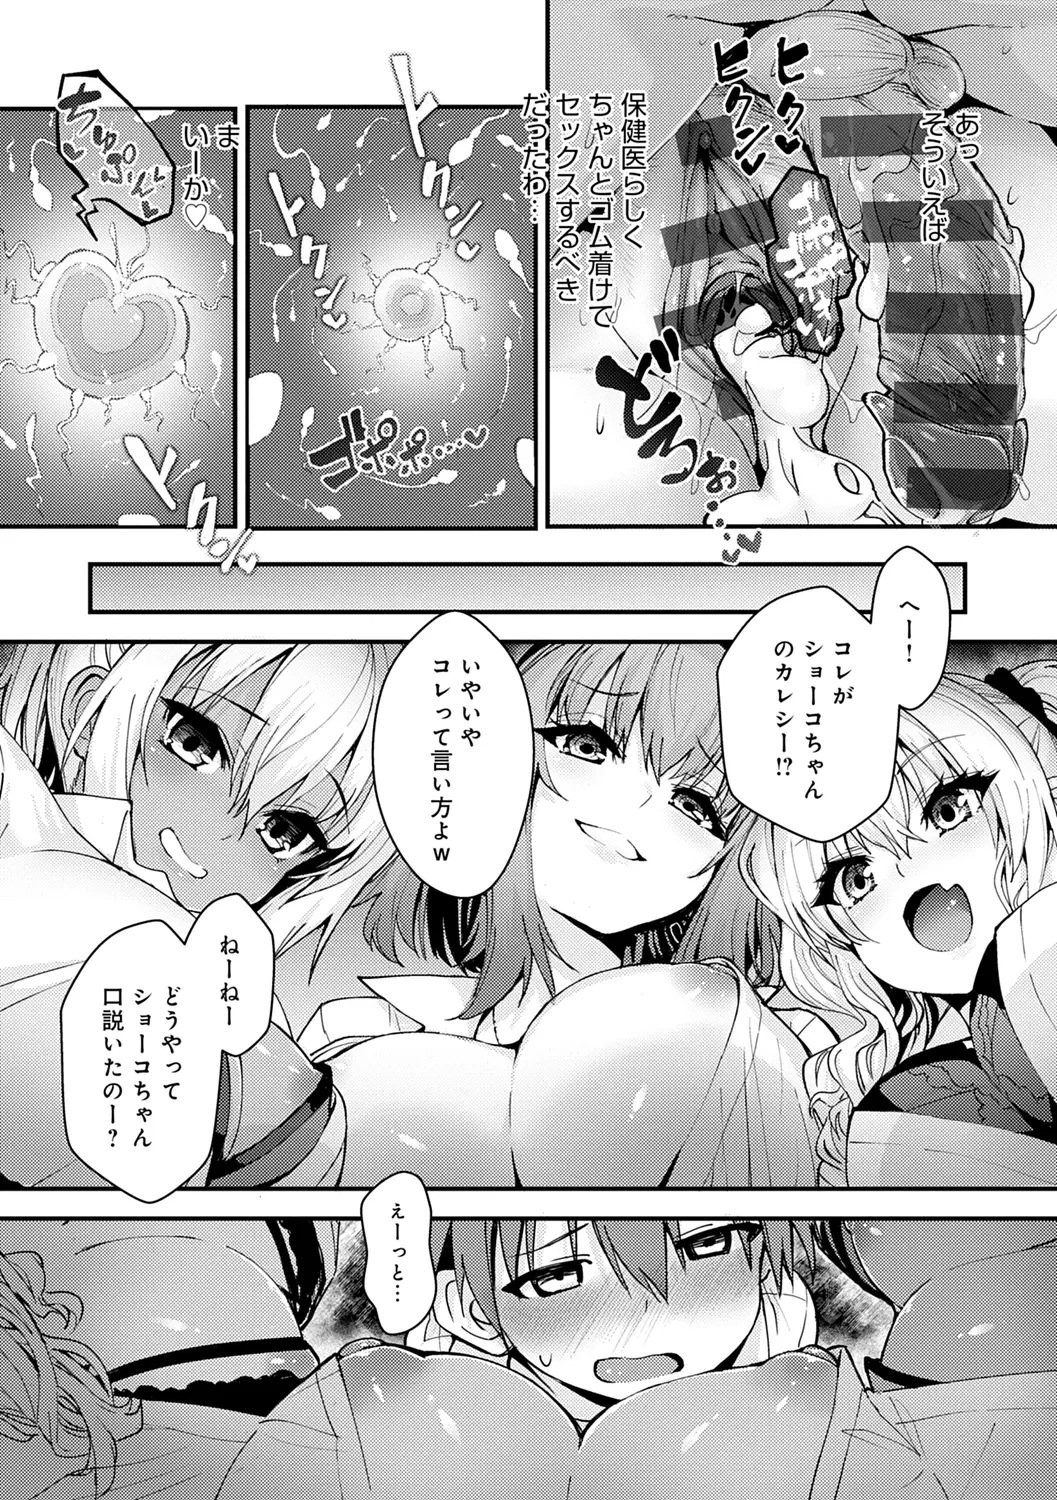 あっ
そういえば
ヒク♥
ヒクン♥
ゴポポ
保健医らしく
ちゃんとゴム着けて
セックスするべき
だったわ…
どろぉ…♥
トクン♥
トクン♥
ゴポポポ…♥
ま
いーか♡
ちゅぷん♥
トクン♥
へー！
コレが
ショーコちゃん
のカレシー!?
いやいや
コレって言い方よw
ねーねー
どうやって
ショーコちゃん
口説いたのー？
えーっと…